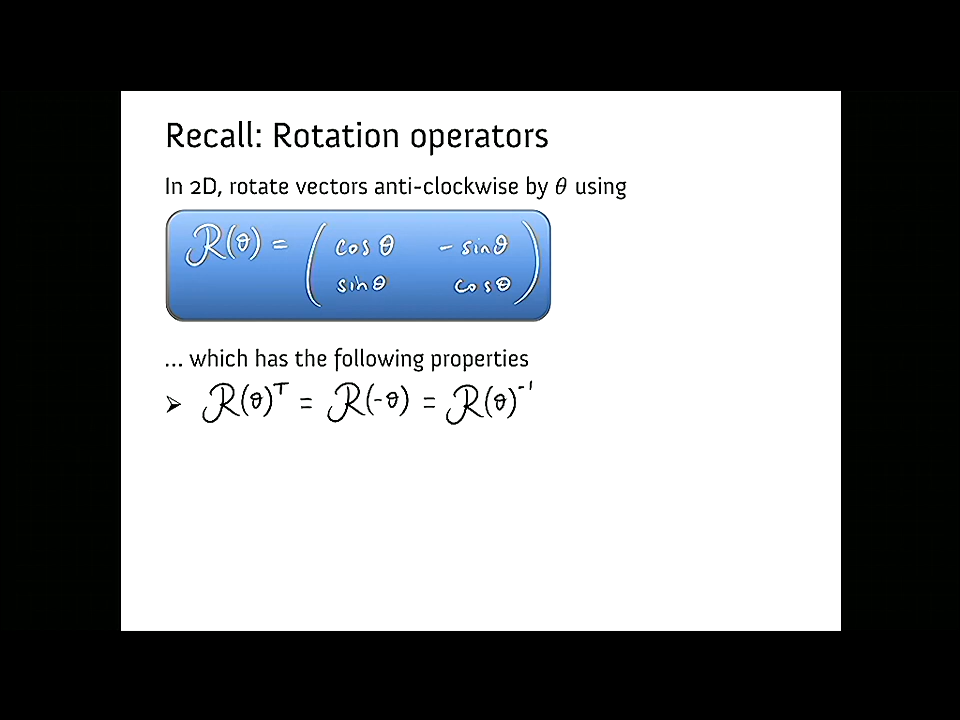 Recall: Rotation operators
In 2D, rotate vectors anti-clockwise by θ using
R(θ) = ( cos θ   - sin θ
sin θ   cos θ )
... which has the following properties
➢ R(θ)ᵀ = R(-θ) = R(θ)⁻¹